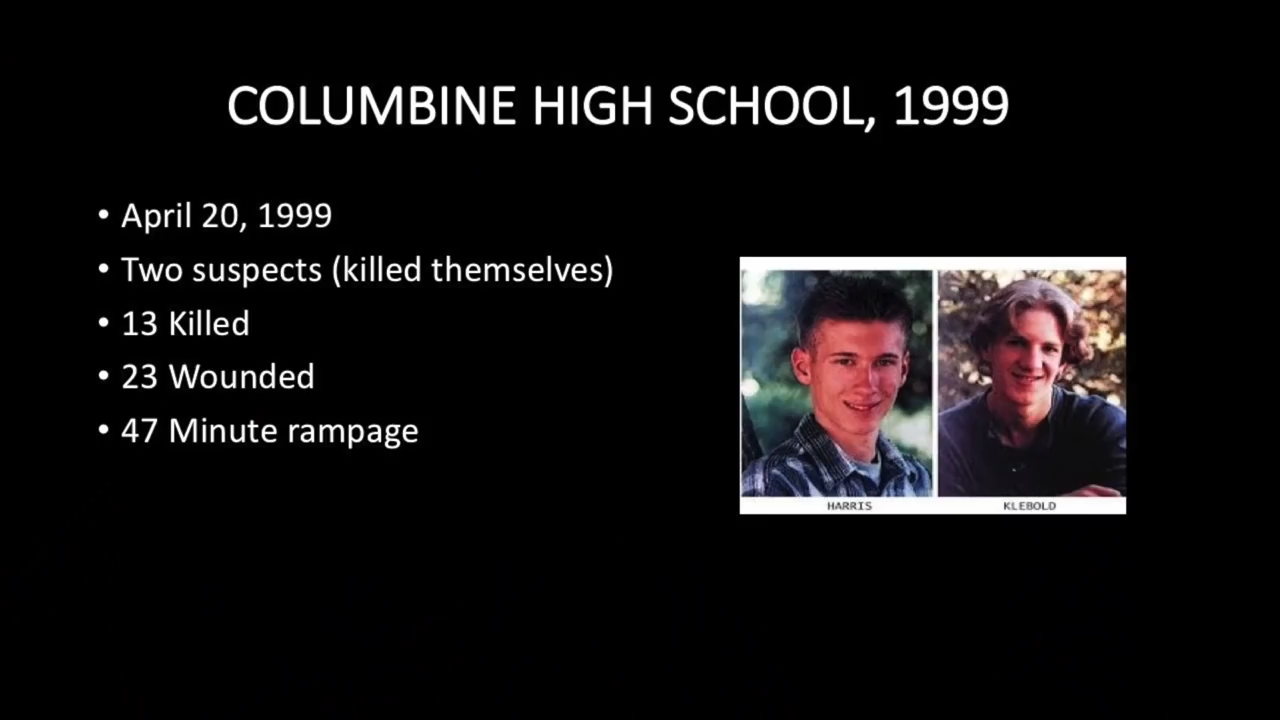 COLUMBINE HIGH SCHOOL, 1999
• April 20, 1999
• Two suspects (killed themselves)
• 13 Killed
• 23 Wounded
• 47 Minute rampage
HARRIS KLEBOLD